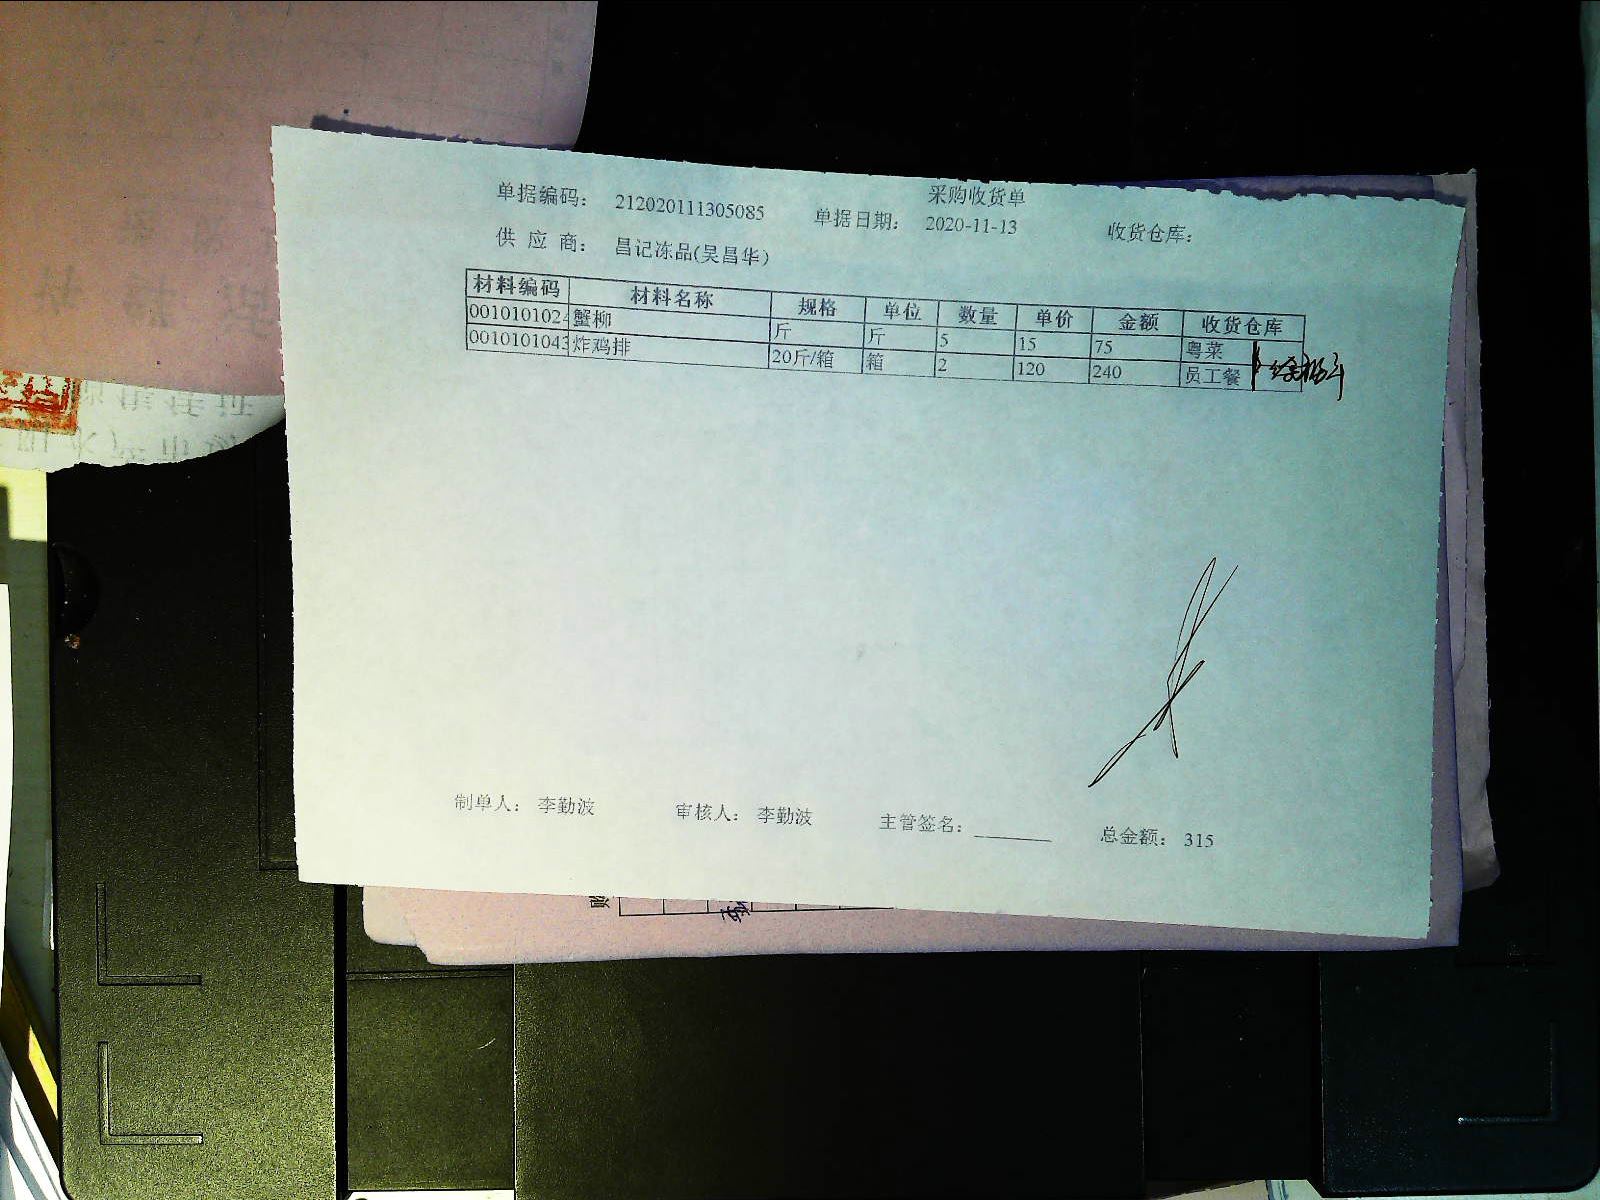 采购收货单
单据编码： 212020111305085 单据日期： 2020-11-13 收货仓库：
供 应 商： 昌记冻品(吴昌华)
材料编码 材料名称 规格 单位 数量 单价 金额 收货仓库
0010101024 蟹柳 斤 斤 5 15 75 粤菜
0010101043 炸鸡排 20斤/箱 箱 2 120 240 员工餐
制单人： 李勤波 审核人： 李勤波 主管签名： 总金额： 315